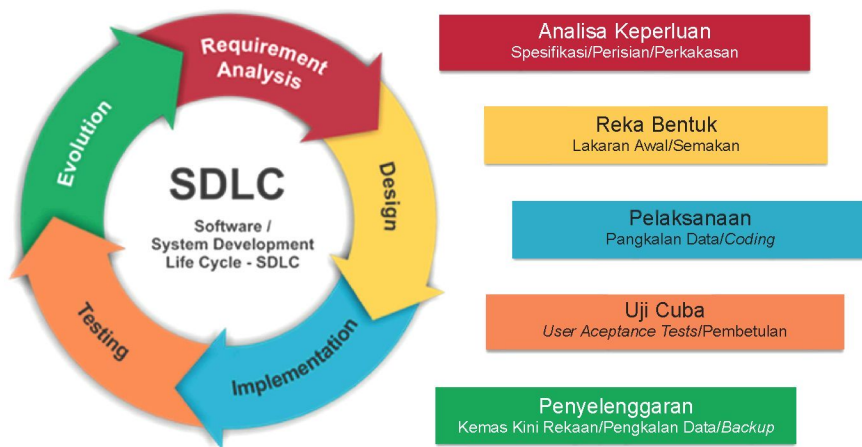 Requirement
Analysis
Design
Implementation
Testing
Evolution
SDLC
Software /
System Development
Life Cycle - SDLC
Analisa Keperluan
Spesifikasi/Perisian/Perkakasan
Reka Bentuk
Lakaran Awal/Semakan
Pelaksanaan
Pangkalan Data/Coding
Uji Cuba
User Aceptance Tests/Pembetulan
Penyelenggaran
Kemas Kini Rekaan/Pengkalan Data/Backup